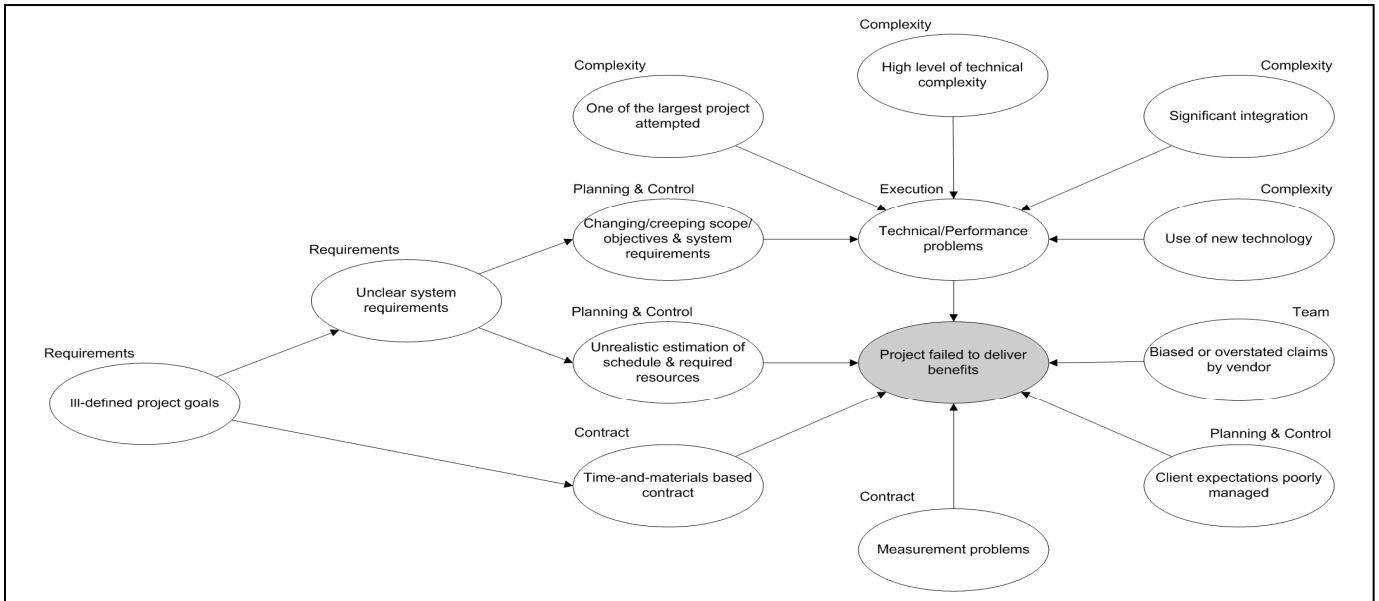 Complexity
High level of technical
complexity
Complexity
One of the largest project
attempted
Complexity
Significant integration
Planning & Control
Changing/creeping scope/
objectives & system
requirements
Execution
Technical/Performance
problems
Complexity
Use of new technology
Requirements
Unclear system
requirements
Planning & Control
Unrealistic estimation of
schedule & required
resources
Project failed to deliver
benefits
Team
Biased or overstated claims
by vendor
Requirements
Ill-defined project goals
Contract
Time-and-materials based
contract
Planning & Control
Client expectations poorly
managed
Contract
Measurement problems